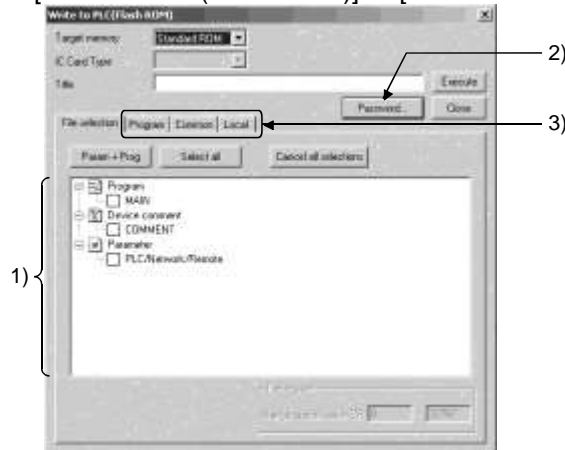 Write to PLC(Flash ROM)
Target memory Standard ROM
IC Card Type
Title Execute
2)
Password... Close
File selection Program Common Local
3)
Param+Prog Select all Cancel all selections
Program
MAIN
Device comment
COMMENT
Parameter
PLC/Network/Remote
1)